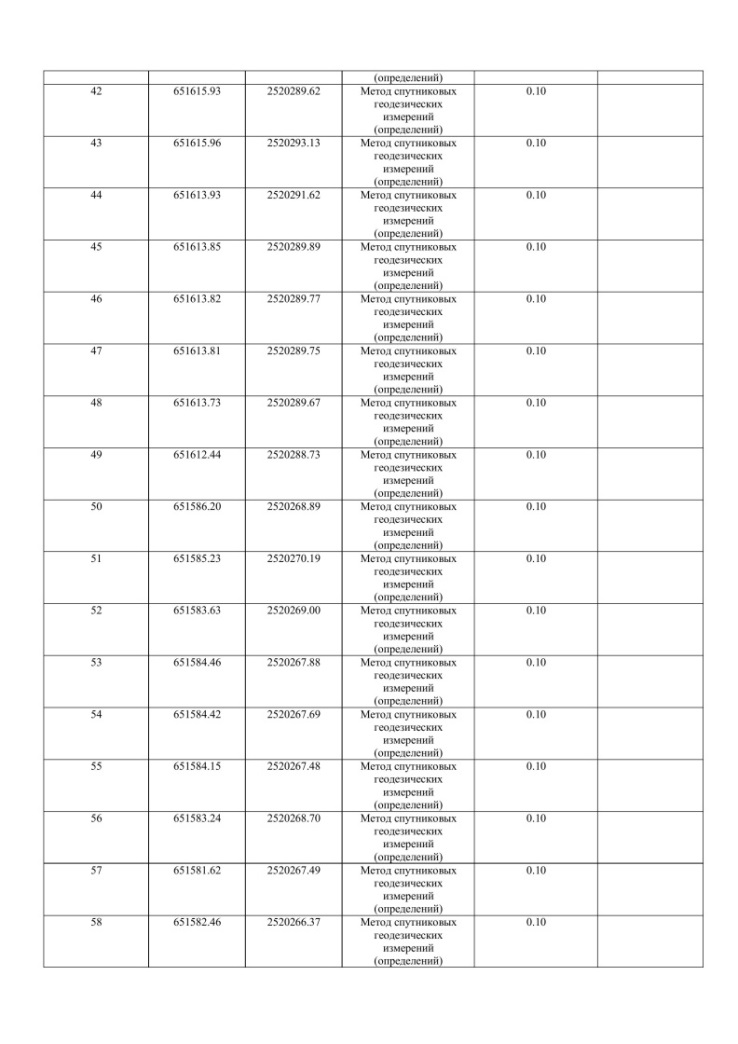 (определений)
42 651615.93 2520289.62 Метод спутниковых 0.10
геодезических
измерений
(определений)
43 651615.96 2520293.13 Метод спутниковых 0.10
геодезических
измерений
(определений)
44 651613.93 2520291.62 Метод спутниковых 0.10
геодезических
измерений
(определений)
45 651613.85 2520289.89 Метод спутниковых 0.10
геодезических
измерений
(определений)
46 651613.82 2520289.77 Метод спутниковых 0.10
геодезических
измерений
(определений)
47 651613.81 2520289.75 Метод спутниковых 0.10
геодезических
измерений
(определений)
48 651613.73 2520289.67 Метод спутниковых 0.10
геодезических
измерений
(определений)
49 651612.44 2520288.73 Метод спутниковых 0.10
геодезических
измерений
(определений)
50 651586.20 2520268.89 Метод спутниковых 0.10
геодезических
измерений
(определений)
51 651585.23 2520270.19 Метод спутниковых 0.10
геодезических
измерений
(определений)
52 651583.63 2520269.00 Метод спутниковых 0.10
геодезических
измерений
(определений)
53 651584.46 2520267.88 Метод спутниковых 0.10
геодезических
измерений
(определений)
54 651584.42 2520267.69 Метод спутниковых 0.10
геодезических
измерений
(определений)
55 651584.15 2520267.48 Метод спутниковых 0.10
геодезических
измерений
(определений)
56 651583.24 2520268.70 Метод спутниковых 0.10
геодезических
измерений
(определений)
57 651581.62 2520267.49 Метод спутниковых 0.10
геодезических
измерений
(определений)
58 651582.46 2520266.37 Метод спутниковых 0.10
геодезических
измерений
(определений)